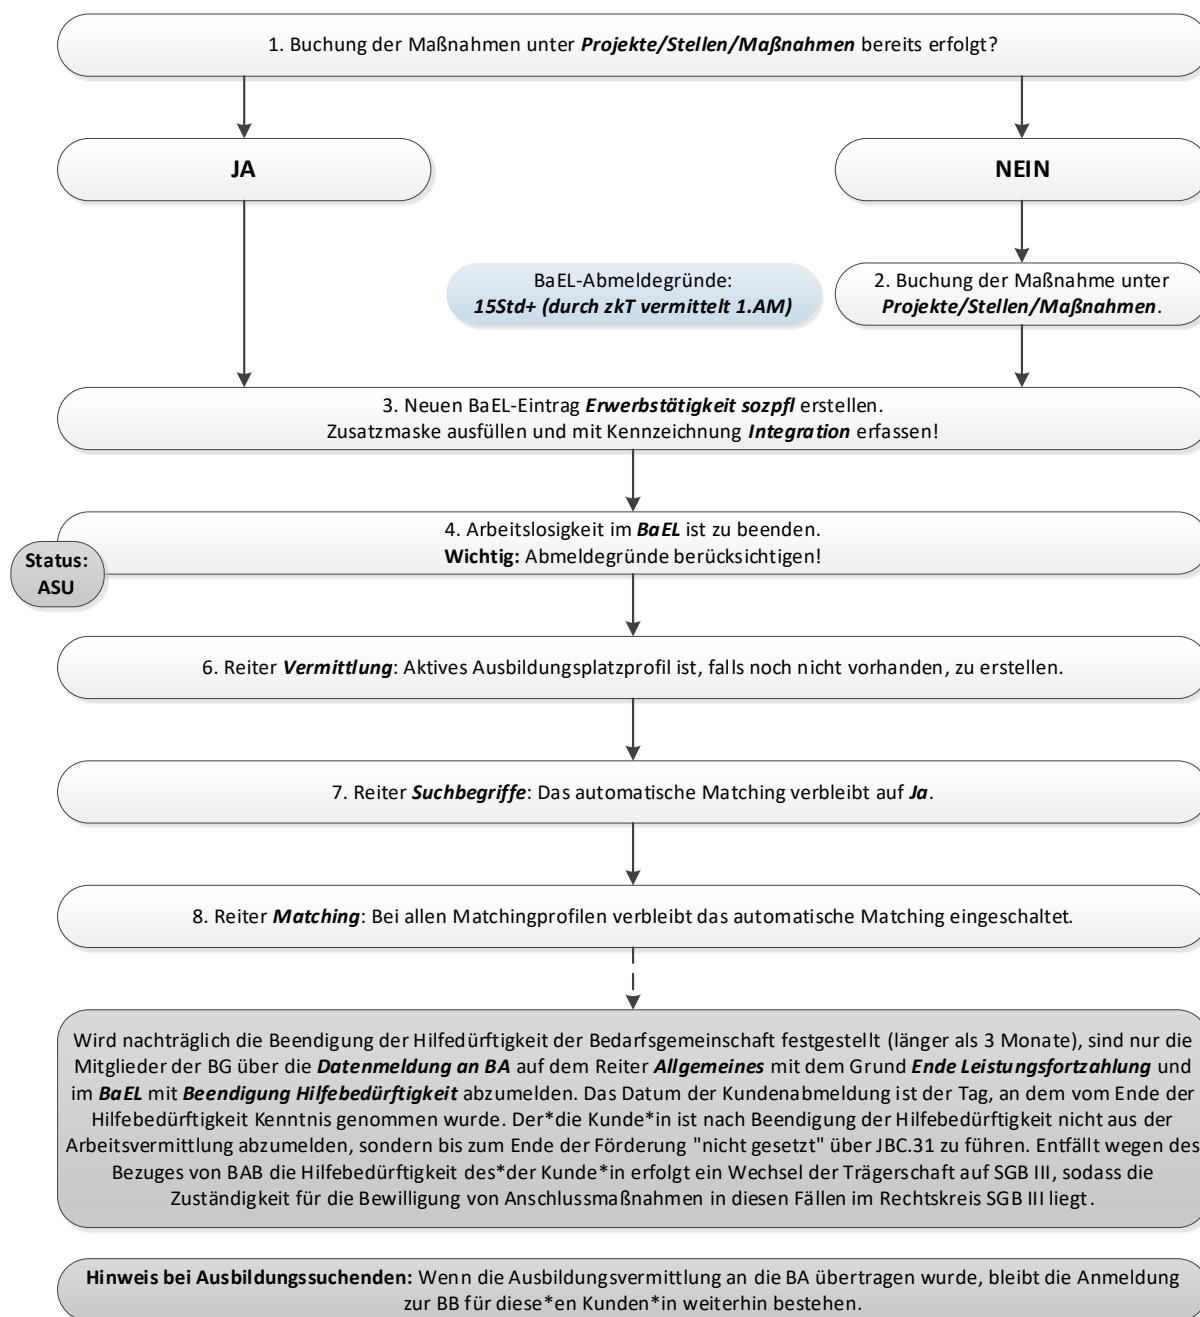 1. Buchung der Maßnahmen unter Projekte/Stellen/Maßnahmen bereits erfolgt?
JA
NEIN
BaEL-Abmeldegründe:
15Std+ (durch zkT vermittelt 1.AM)
2. Buchung der Maßnahme unter
Projekte/Stellen/Maßnahmen.
3. Neuen BaEL-Eintrag Erwerbstätigkeit sozpfl erstellen.
Zusatzmaske ausfüllen und mit Kennzeichnung Integration erfassen!
4. Arbeitslosigkeit im BaEL ist zu beenden.
Wichtig: Abmeldegründe berücksichtigen!
Status:
ASU
6. Reiter Vermittlung: Aktives Ausbildungsplatzprofil ist, falls noch nicht vorhanden, zu erstellen.
7. Reiter Suchbegriffe: Das automatische Matching verbleibt auf Ja.
8. Reiter Matching: Bei allen Matchingprofilen verbleibt das automatische Matching eingeschaltet.
Wird nachträglich die Beendigung der Hilfedürftigkeit der Bedarfsgemeinschaft festgestellt (länger als 3 Monate), sind nur die
Mitglieder der BG über die Datenmeldung an BA auf dem Reiter Allgemeines mit dem Grund Ende Leistungsfortzahlung und
im BaEL mit Beendigung Hilfebedürftigkeit abzumelden. Das Datum der Kundenabmeldung ist der Tag, an dem vom Ende der
Hilfebedürftigkeit Kenntnis genommen wurde. Der*die Kunde*in ist nach Beendigung der Hilfebedürftigkeit nicht aus der
Arbeitsvermittlung abzumelden, sondern bis zum Ende der Förderung "nicht gesetzt" über JBC.31 zu führen. Entfällt wegen des
Bezuges von BAB die Hilfebedürftigkeit des*der Kunde*in erfolgt ein Wechsel der Trägerschaft auf SGB III, sodass die
Zuständigkeit für die Bewilligung von Anschlussmaßnahmen in diesen Fällen im Rechtskreis SGB III liegt.
Hinweis bei Ausbildungssuchenden: Wenn die Ausbildungsvermittlung an die BA übertragen wurde, bleibt die Anmeldung
zur BB für diese*en Kunden*in weiterhin bestehen.